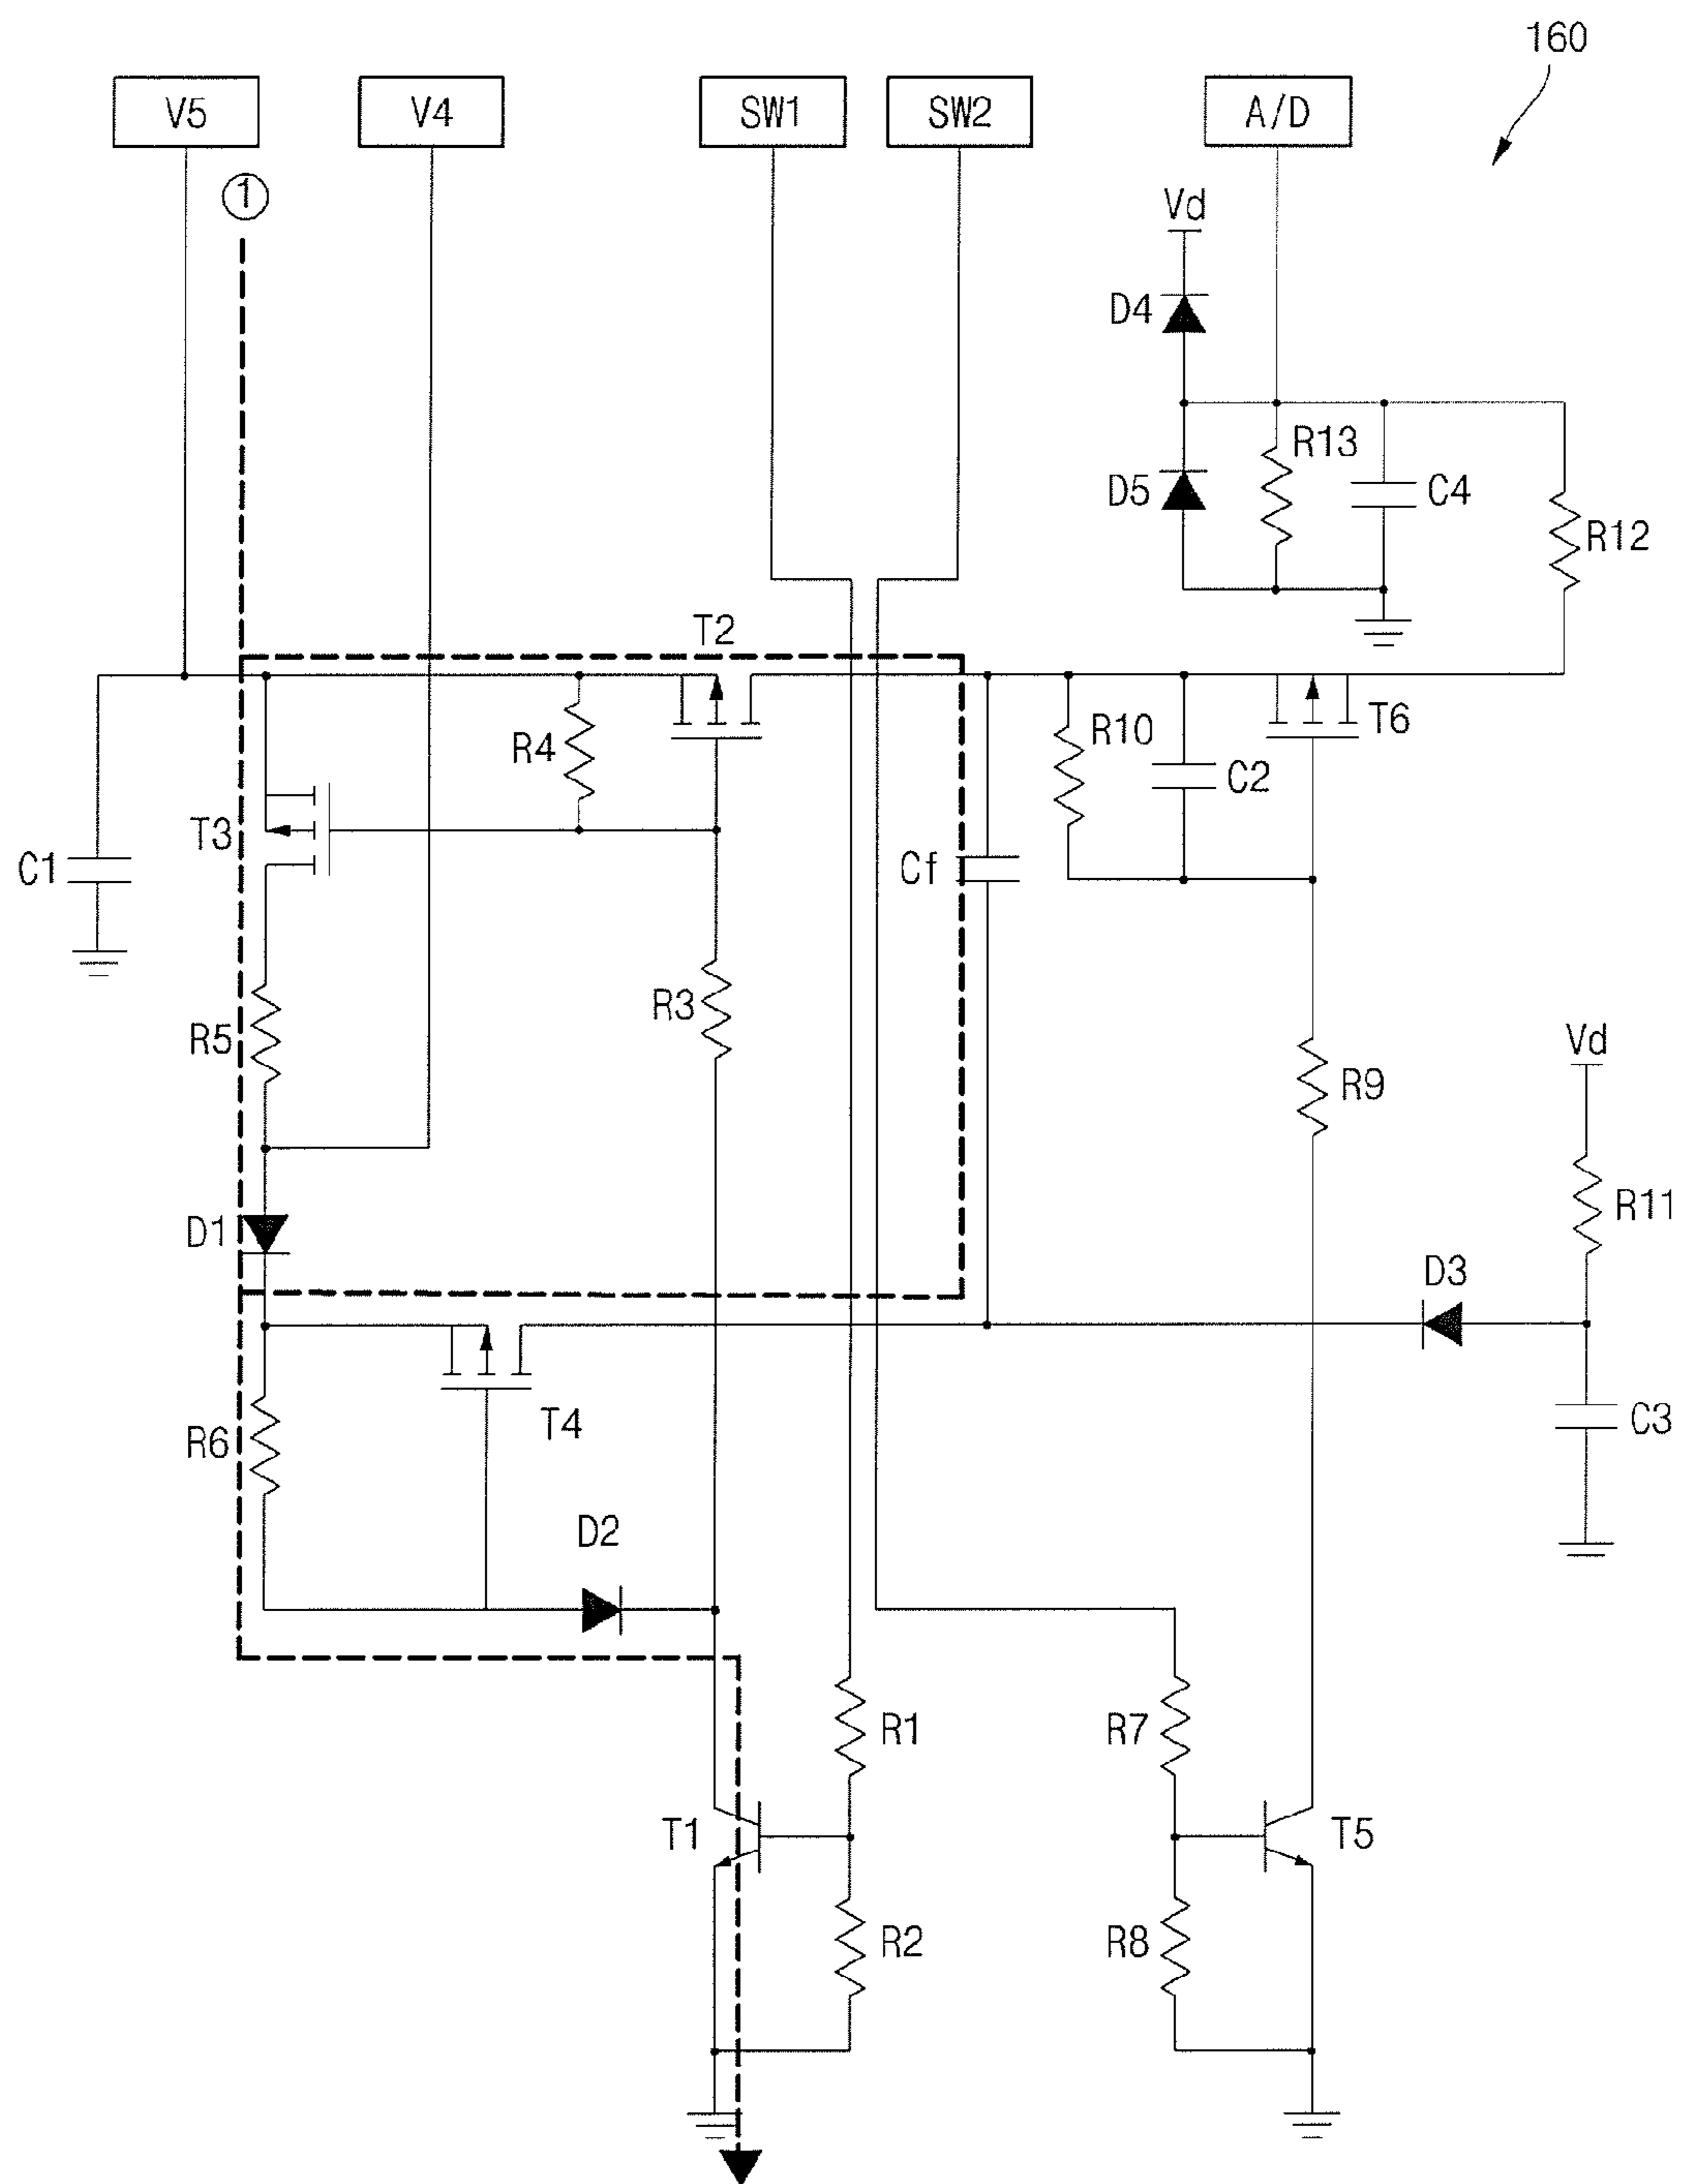 160
V5 V4 SW1 SW2 A/D
1
Vd
D4
R13
D5 C4
R12
T2
T6
R10
R4
C2
T3
C1 Cf
R3
R5
Vd
R9
R11
D1
D3
T4 C3
R6
D2
R1 R7
T1 T5
R2 R8